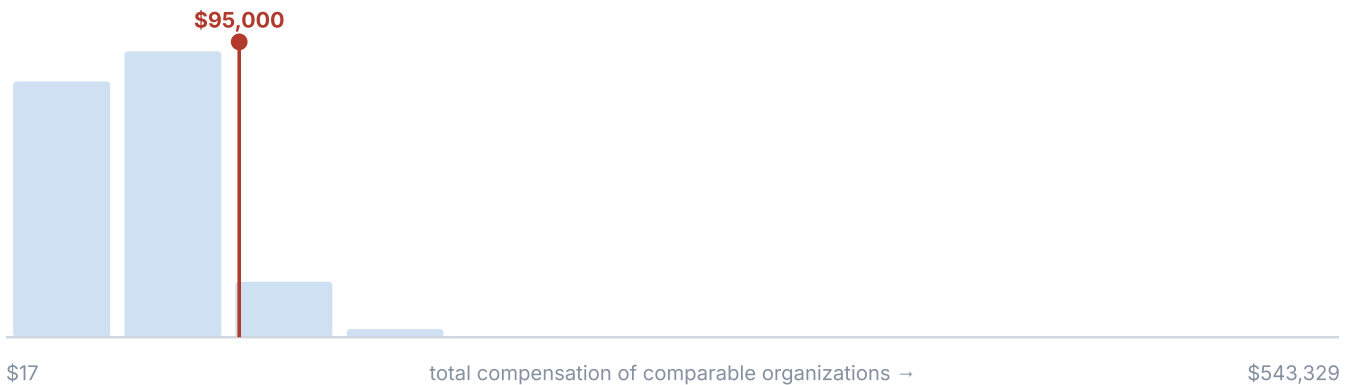 $95,000
$17
total compensation of comparable organizations →
$543,329